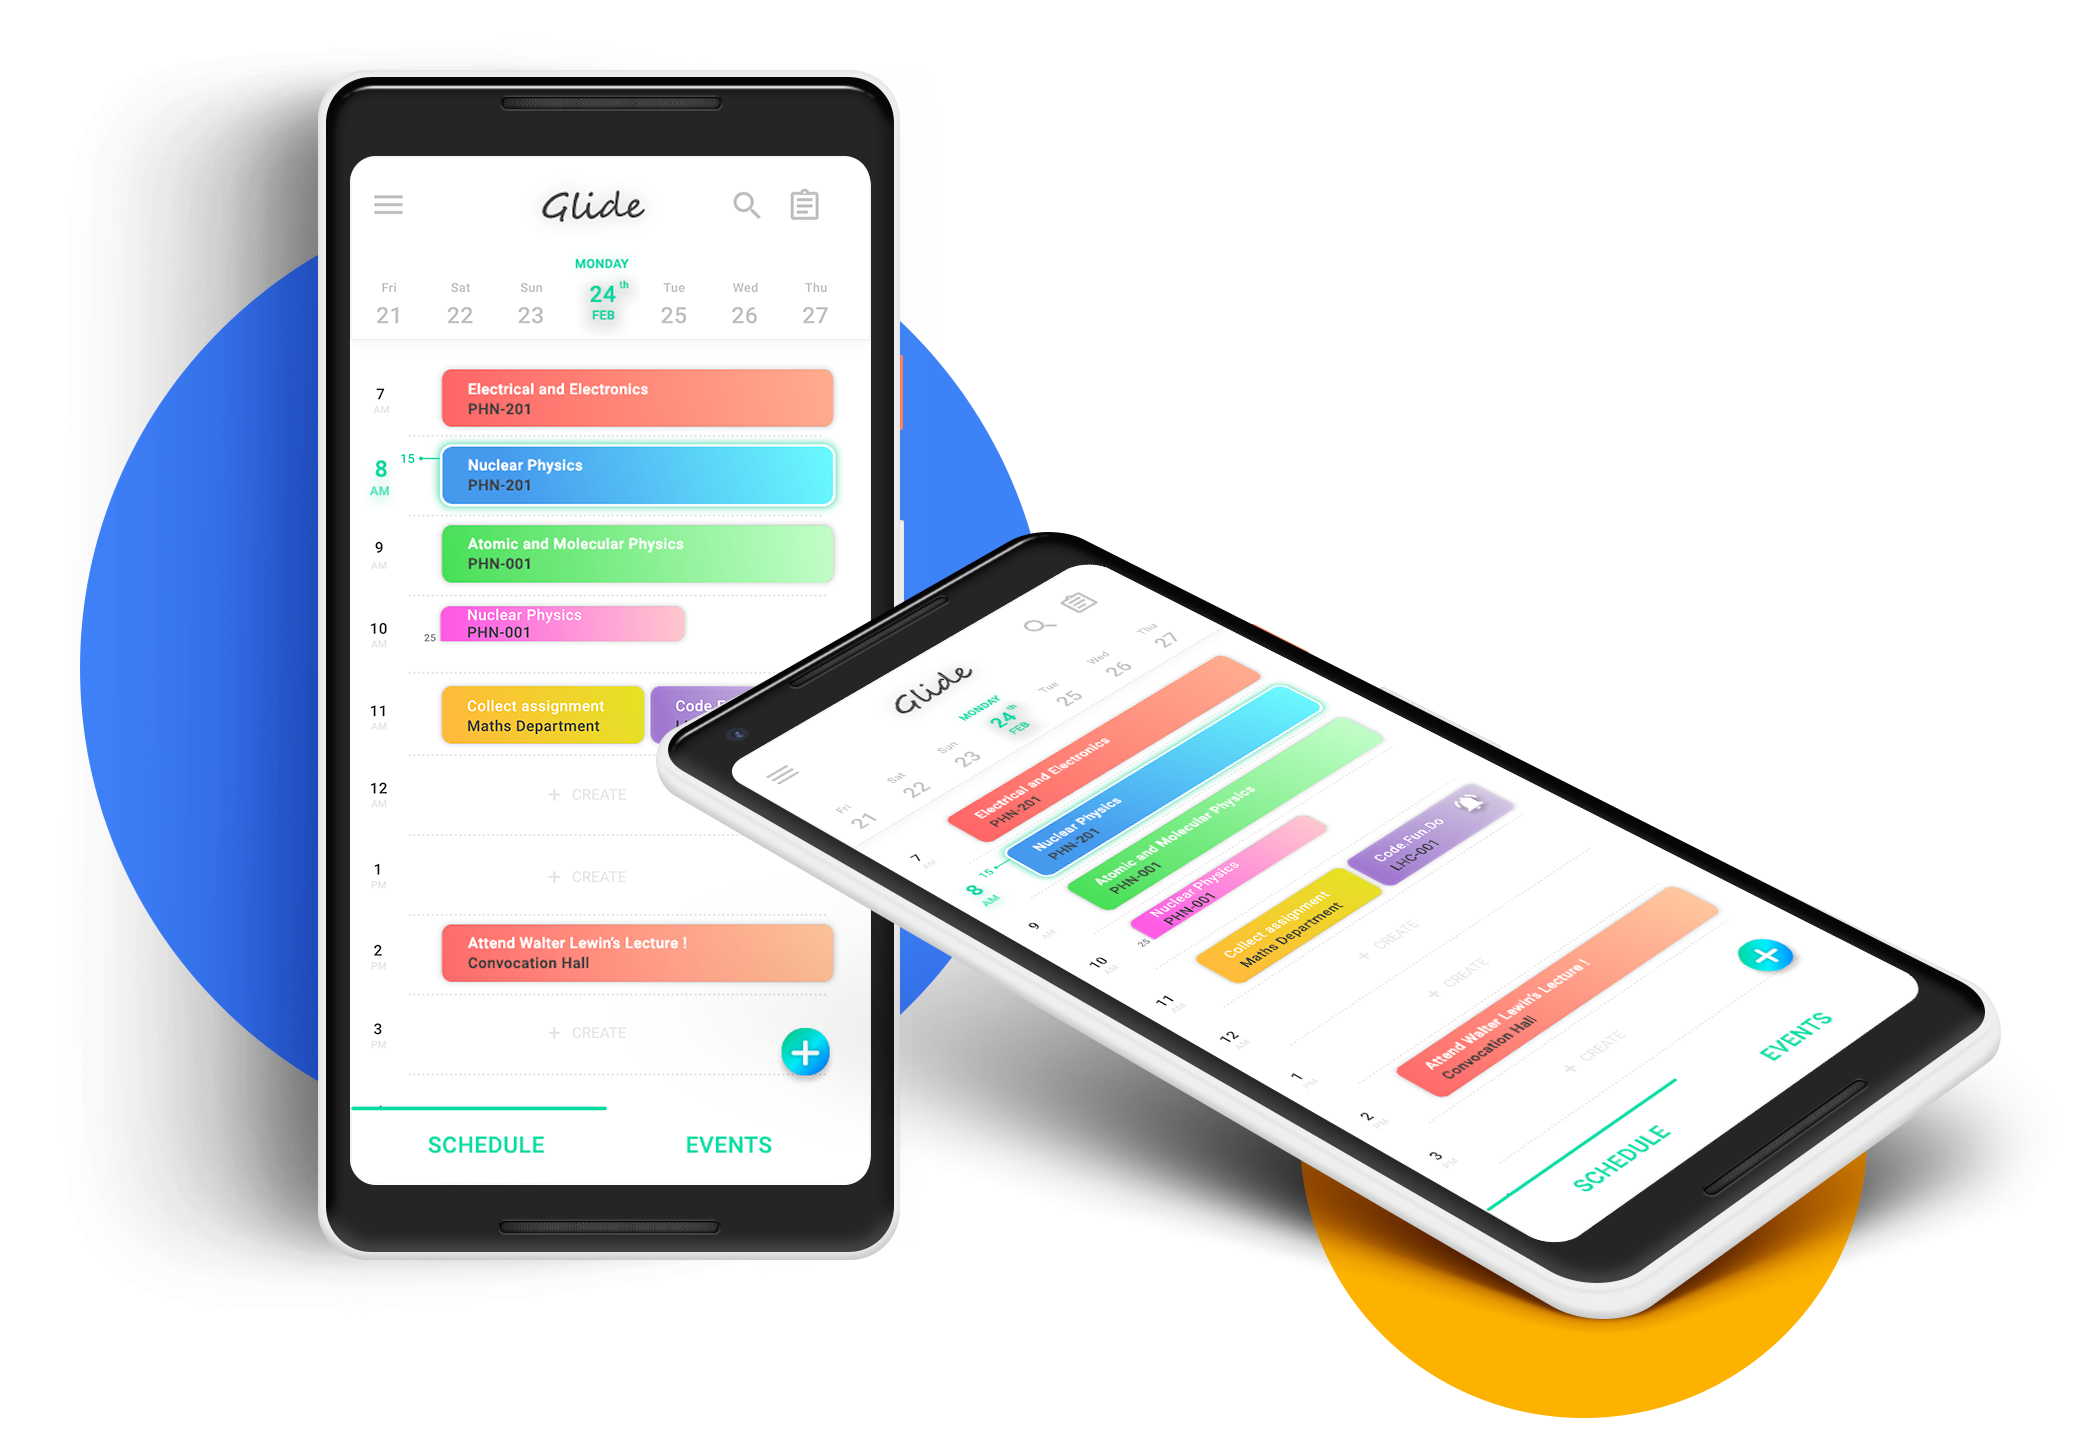 Glide
MONDAY
Fri Sat Sun 24th Tue Wed Thu
21 22 23 FEB 25 26 27
7 AM
Electrical and Electronics
PHN-201
8 AM
15
Nuclear Physics
PHN-201
9 AM
Atomic and Molecular Physics
PHN-001
10 AM
25
Nuclear Physics
PHN-001
11 AM
Collect assignment
Maths Department
Code.F
12 AM
+ CREATE
1 PM
+ CREATE
2 PM
Attend Walter Lewin's Lecture !
Convocation Hall
3 PM
+ CREATE
SCHEDULE EVENTS
Glide
MONDAY
Fri Sat Sun 24th Tue Wed Thu
21 22 23 FEB 25 26 27
7 AM
Electrical and Electronics
PHN-201
8 AM
15
Nuclear Physics
PHN-201
9 AM
Atomic and Molecular Physics
PHN-001
10 AM
25
Nuclear Physics
PHN-001
11 AM
Collect assignment
Maths Department
Code.Fun.Do
LHC-001
12 AM
+ CREATE
1 PM
+ CREATE
2 PM
Attend Walter Lewin's Lecture !
Convocation Hall
3 PM
+ CREATE
SCHEDULE EVENTS